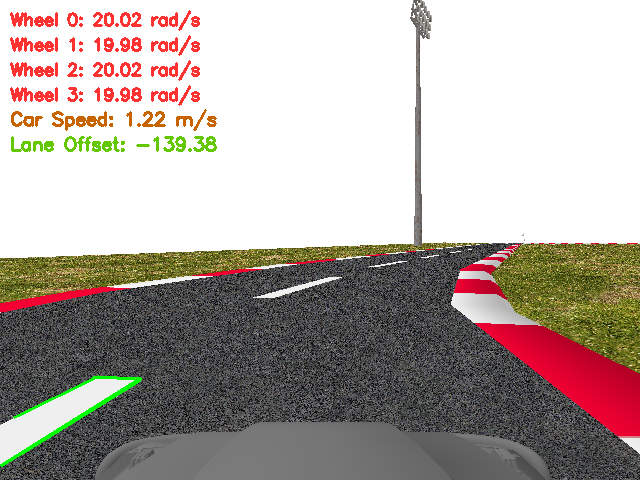 Wheel 0: 20.02 rad/s
Wheel 1: 19.98 rad/s
Wheel 2: 20.02 rad/s
Wheel 3: 19.98 rad/s
Car Speed: 1.22 m/s
Lane Offset: -139.38